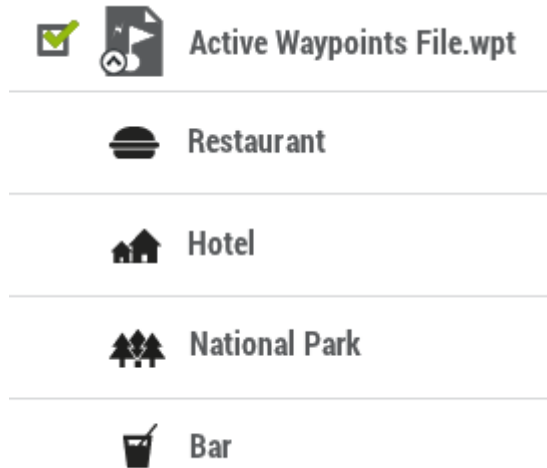 Active Waypoints File.wpt
Restaurant
Hotel
National Park
Bar